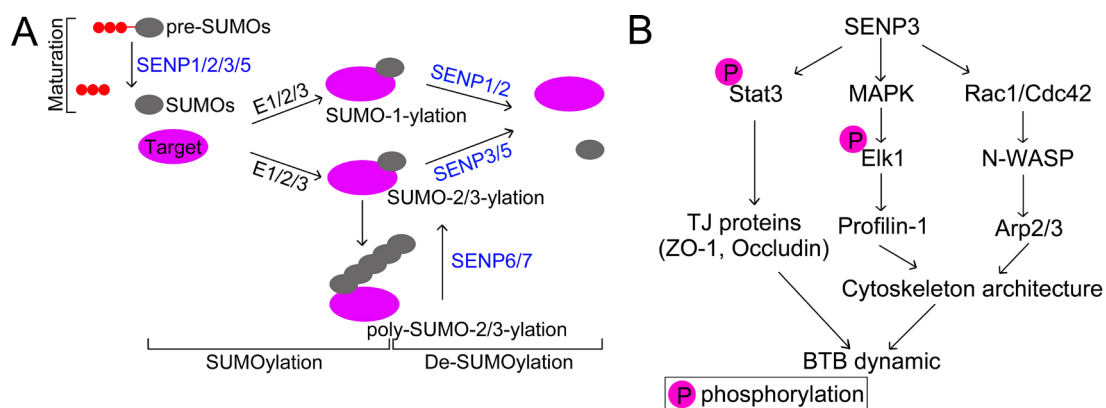 A
Maturation
pre-SUMOs
SENP1/2/3/5
SUMOs
Target
E1/2/3
E1/2/3
SUMO-1-ylation
SENP1/2
SENP3/5
SUMO-2/3-ylation
SENP6/7
poly-SUMO-2/3-ylation
SUMOylation
De-SUMOylation
B
SENP3
P
Stat3
MAPK
Rac1/Cdc42
P
Elk1
N-WASP
TJ proteins
(ZO-1, Occludin)
Profilin-1
Arp2/3
Cytoskeleton architecture
BTB dynamic
P phosphorylation